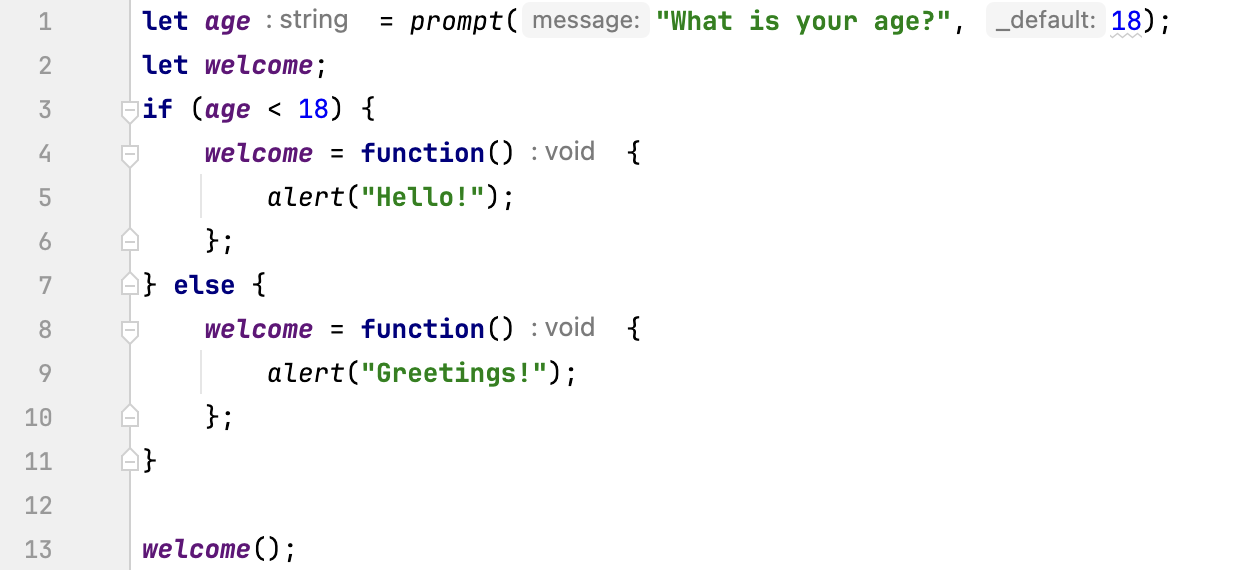 1 let age : string = prompt( message: "What is your age?", _default: 18);
2 let welcome;
3 if (age < 18) {
4     welcome = function() : void {
5         alert("Hello!");
6     };
7 } else {
8     welcome = function() : void {
9         alert("Greetings!");
10     };
11 }
12
13 welcome();